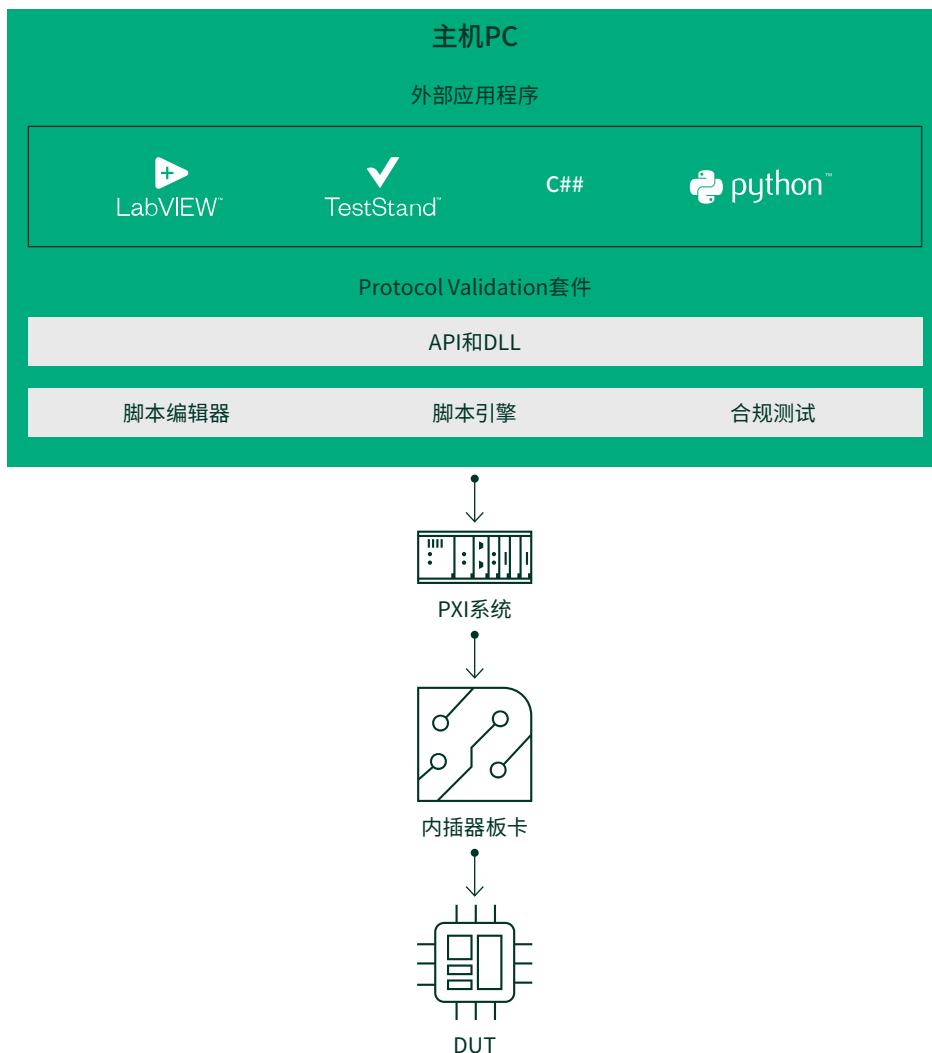 主机PC
外部应用程序
LabVIEW™
TestStand™
C##
python™
Protocol Validation套件
API和DLL
脚本编辑器
脚本引擎
合规测试
PXI系统
内插器板卡
DUT